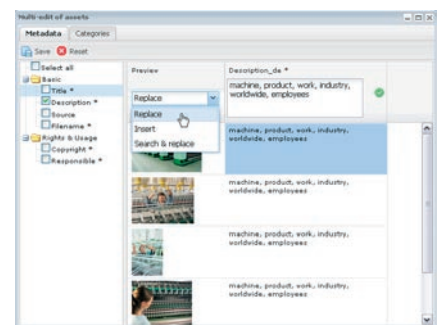 Multi-edit of assets
Metadata Categories
Save Reset
Select all
Basic
Title *
Description *
Source
Filename *
Rights & Usage
Copyright *
Responsible *
Preview
Description_de *
Replace
machine, product, work, industry,
worldwide, employees
Replace
Insert
Search & replace
machine, product, work, industry,
worldwide, employees
machine, product, work, industry,
worldwide, employees
machine, product, work, industry,
worldwide, employees
machine, product, work, industry,
worldwide, employees